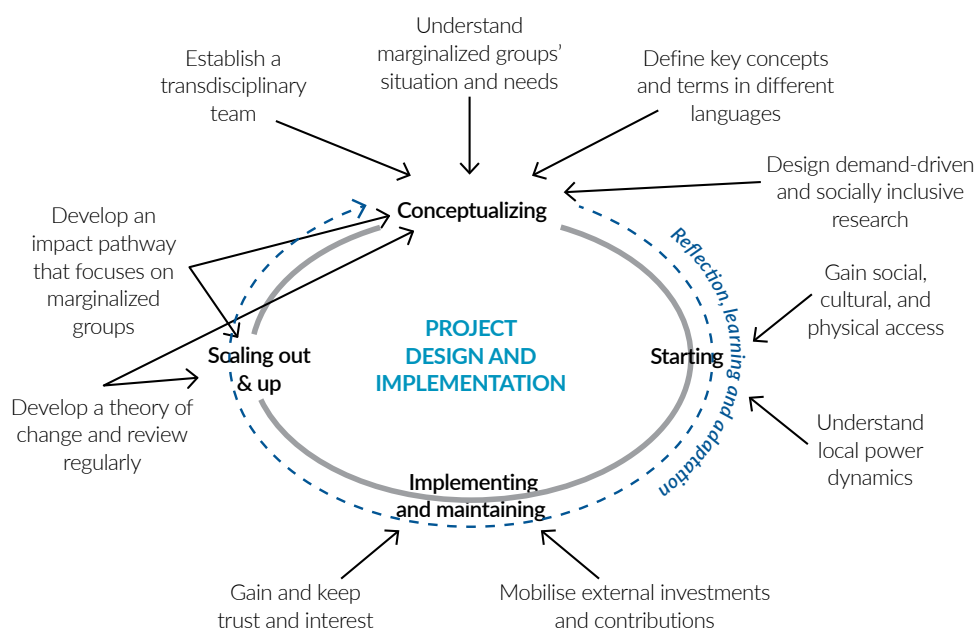 Understand
marginalized groups’
situation and needs
Establish a
transdisciplinary
team
Define key concepts
and terms in different
languages
Design demand-driven
and socially inclusive
research
Conceptualizing
Develop an
impact pathway
that focuses on
marginalized
groups
Reflection, learning and adaptation
Gain social,
cultural, and
physical access
PROJECT
DESIGN AND
IMPLEMENTATION
Scaling out
& up
Starting
Develop a theory of
change and review
regularly
Understand
local power
dynamics
Implementing
and maintaining
Gain and keep
trust and interest
Mobilise external investments
and contributions